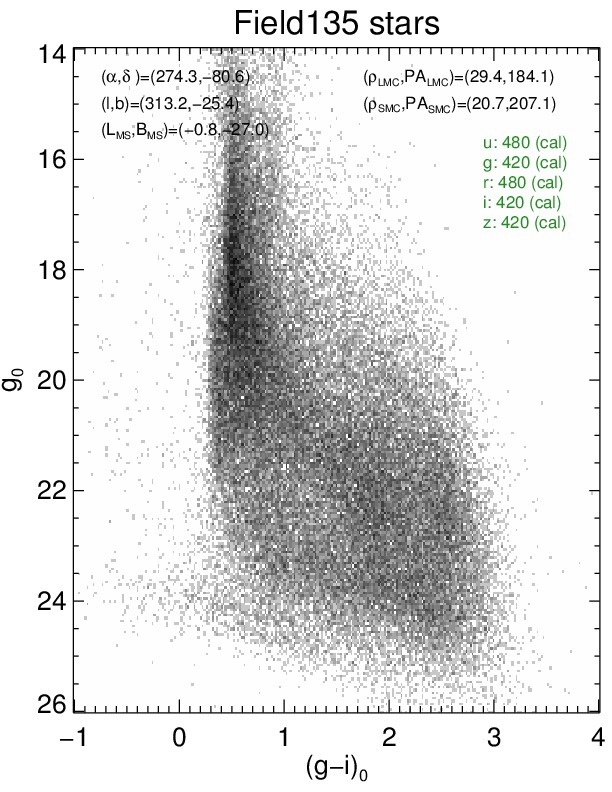 Field135 stars
(α,δ )=(274.3,−80.6)
(l,b)=(313.2,−25.4)
(LMS,BMS)=(−0.8,−27.0)
(ρLMC,PALMC)=(29.4,184.1)
(ρSMC,PASMC)=(20.7,207.1)
u: 480 (cal)
g: 420 (cal)
r: 480 (cal)
i: 420 (cal)
z: 420 (cal)
14
16
18
20
22
24
26
g0
−1 0 1 2 3 4
(g−i)0